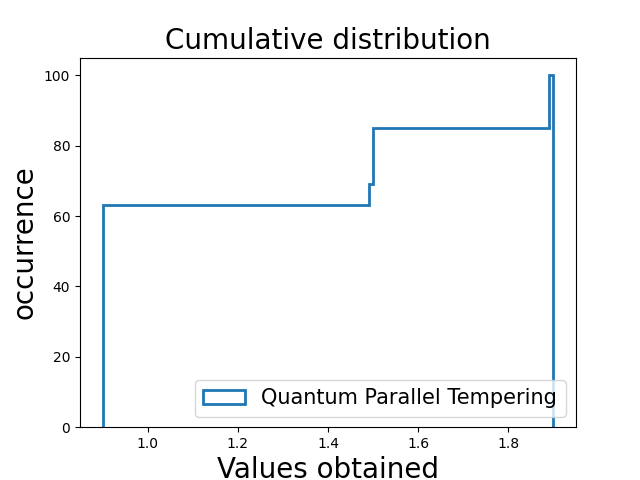 Cumulative distribution
100
80
60
40
20
0
occurrence
Quantum Parallel Tempering
1.0 1.2 1.4 1.6 1.8
Values obtained